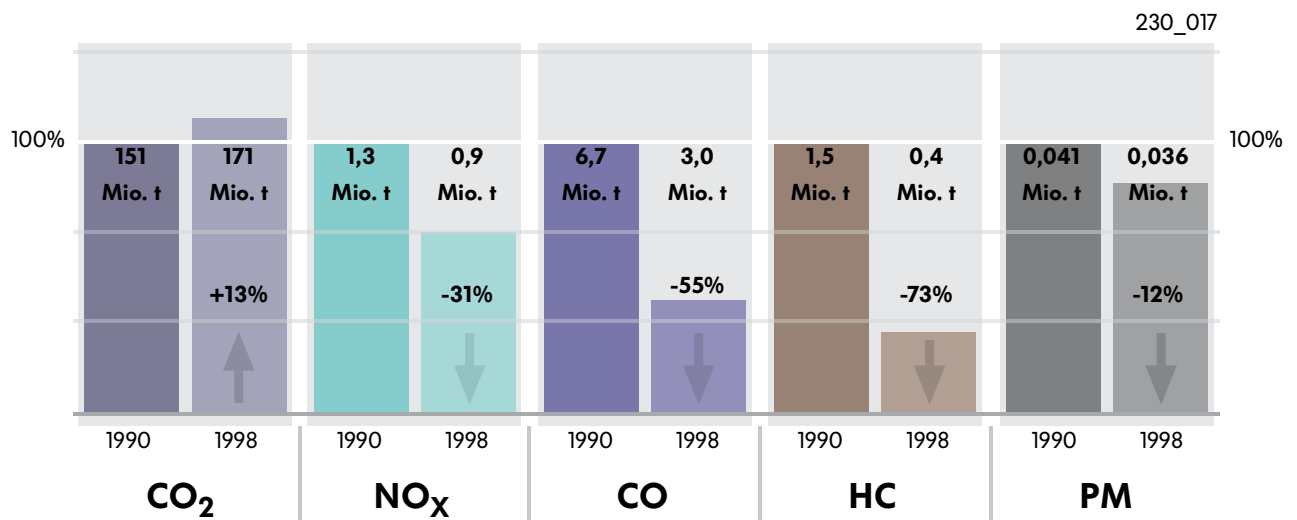 230_017
100% 100%
151 171 1,3 0,9 6,7 3,0 1,5 0,4 0,041 0,036
Mio. t Mio. t Mio. t Mio. t Mio. t Mio. t Mio. t Mio. t Mio. t Mio. t
+13% -31% -55% -73% -12%
1990 1998 1990 1998 1990 1998 1990 1998 1990 1998
CO₂ NOX CO HC PM